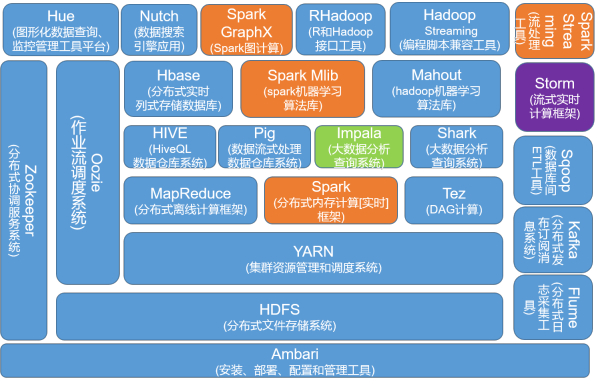 Hue
(图形化数据查询、
监控管理工具平台)
Nutch
(数据搜索
引擎应用)
Spark
GraphX
(Spark图计算)
RHadoop
(R和Hadoop
接口工具)
Hadoop
Streaming
(编程脚本兼容工具)
Spark
Strea
ming
(流处理
工具)
Hbase
(分布式实时
列式存储数据库)
Spark Mlib
(spark机器学习
算法库)
Mahout
(hadoop机器学习
算法库)
Storm
(流式实时
计算框架)
Zookeeper
(分布式协调服务系统)
Oozie
(作业流调度系统)
HIVE
(HiveQL
数据仓库系统)
Pig
(数据流式处理
数据仓库系统)
Impala
(大数据分析
查询系统)
Shark
(大数据分析
查询系统)
Sqoop
(数据库间
ETL工具)
MapReduce
(分布式离线计算框架)
Spark
(分布式内存计算[实时]
框架)
Tez
(DAG计算)
Kafka
(分布式发
布订阅消
息系统)
YARN
(集群资源管理和调度系统)
HDFS
(分布式文件存储系统)
Flume
(分布式日
志采集工
具)
Ambari
(安装、部署、配置和管理工具)